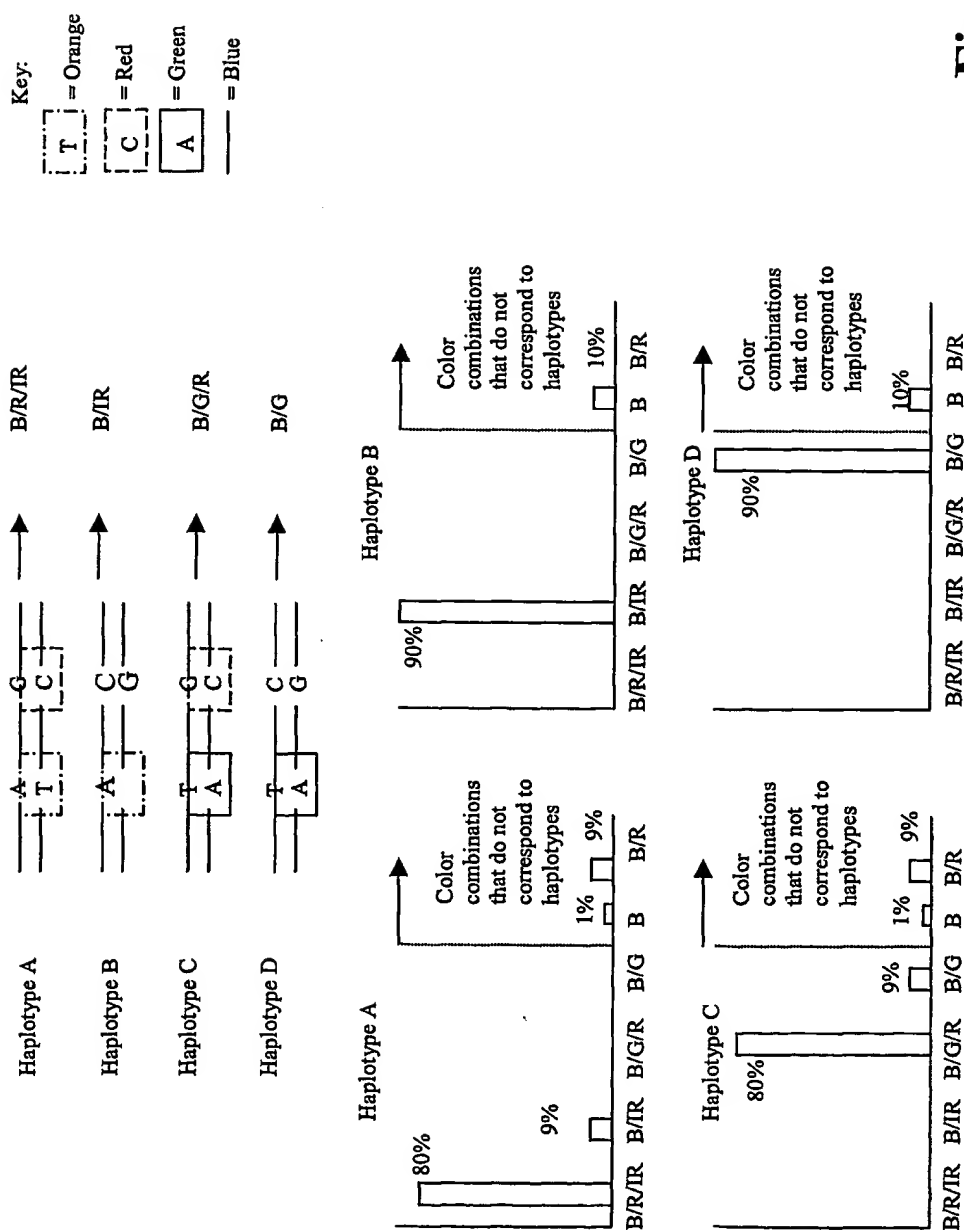 Haplotype A
A G
T C
B/R/IR
Haplotype B
A C
G
B/IR
Haplotype C
T G
A C
B/G/R
Haplotype D
T C
A G
B/G
Key:
T = Orange
C = Red
A = Green
= Blue
Haplotype A
80%
9%
1%
9%
Color
combinations
that do not
correspond to
haplotypes
B/R/IR B/IR B/G/R B/G B B/R
Haplotype B
90%
10%
Color
combinations
that do not
correspond to
haplotypes
B/R/IR B/IR B/G/R B/G B B/R
Haplotype C
80%
9%
1%
9%
Color
combinations
that do not
correspond to
haplotypes
B/R/IR B/IR B/G/R B/G B B/R
Haplotype D
90%
10%
Color
combinations
that do not
correspond to
haplotypes
B/R/IR B/IR B/G/R B/G B B/R